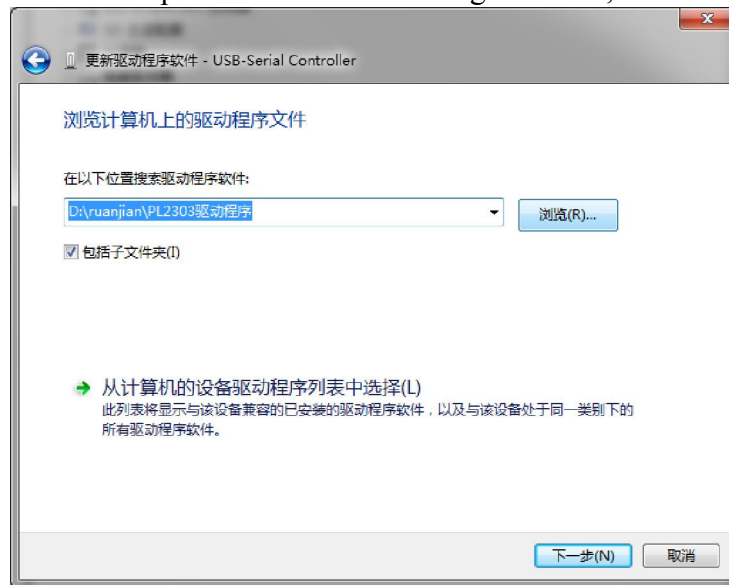 更新驱动程序软件 - USB-Serial Controller
浏览计算机上的驱动程序文件
在以下位置搜索驱动程序软件:
D:\ruanjian\PL2303驱动程序
浏览(R)...
包括子文件夹(I)
从计算机的设备驱动程序列表中选择(L)
此列表将显示与该设备兼容的已安装的驱动程序软件，以及与该设备处于同一类别下的
所有驱动程序软件。
下一步(N)
取消